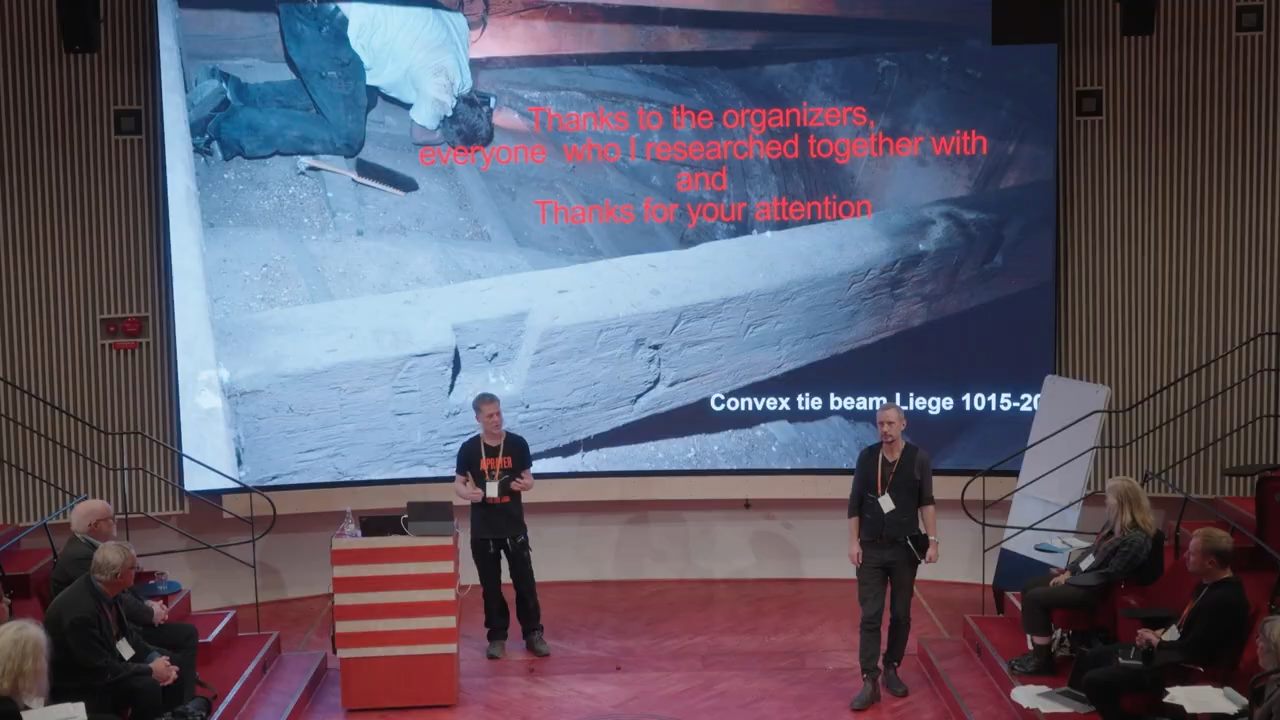 Thanks to the organizers,
everyone who I researched together with
and
Thanks for your attention
Convex tie beam Liege 1015-20